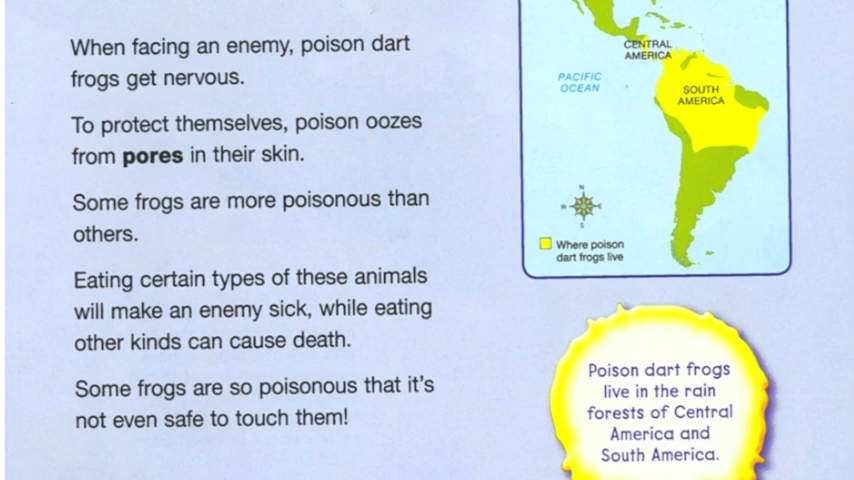 When facing an enemy, poison dart
frogs get nervous.
To protect themselves, poison oozes
from pores in their skin.
Some frogs are more poisonous than
others.
Eating certain types of these animals
will make an enemy sick, while eating
other kinds can cause death.
Some frogs are so poisonous that it's
not even safe to touch them!
CENTRAL
AMERICA
PACIFIC
OCEAN
SOUTH
AMERICA
N
W E
S
Where poison
dart frogs live
Poison dart frogs
live in the rain
forests of Central
America and
South America.